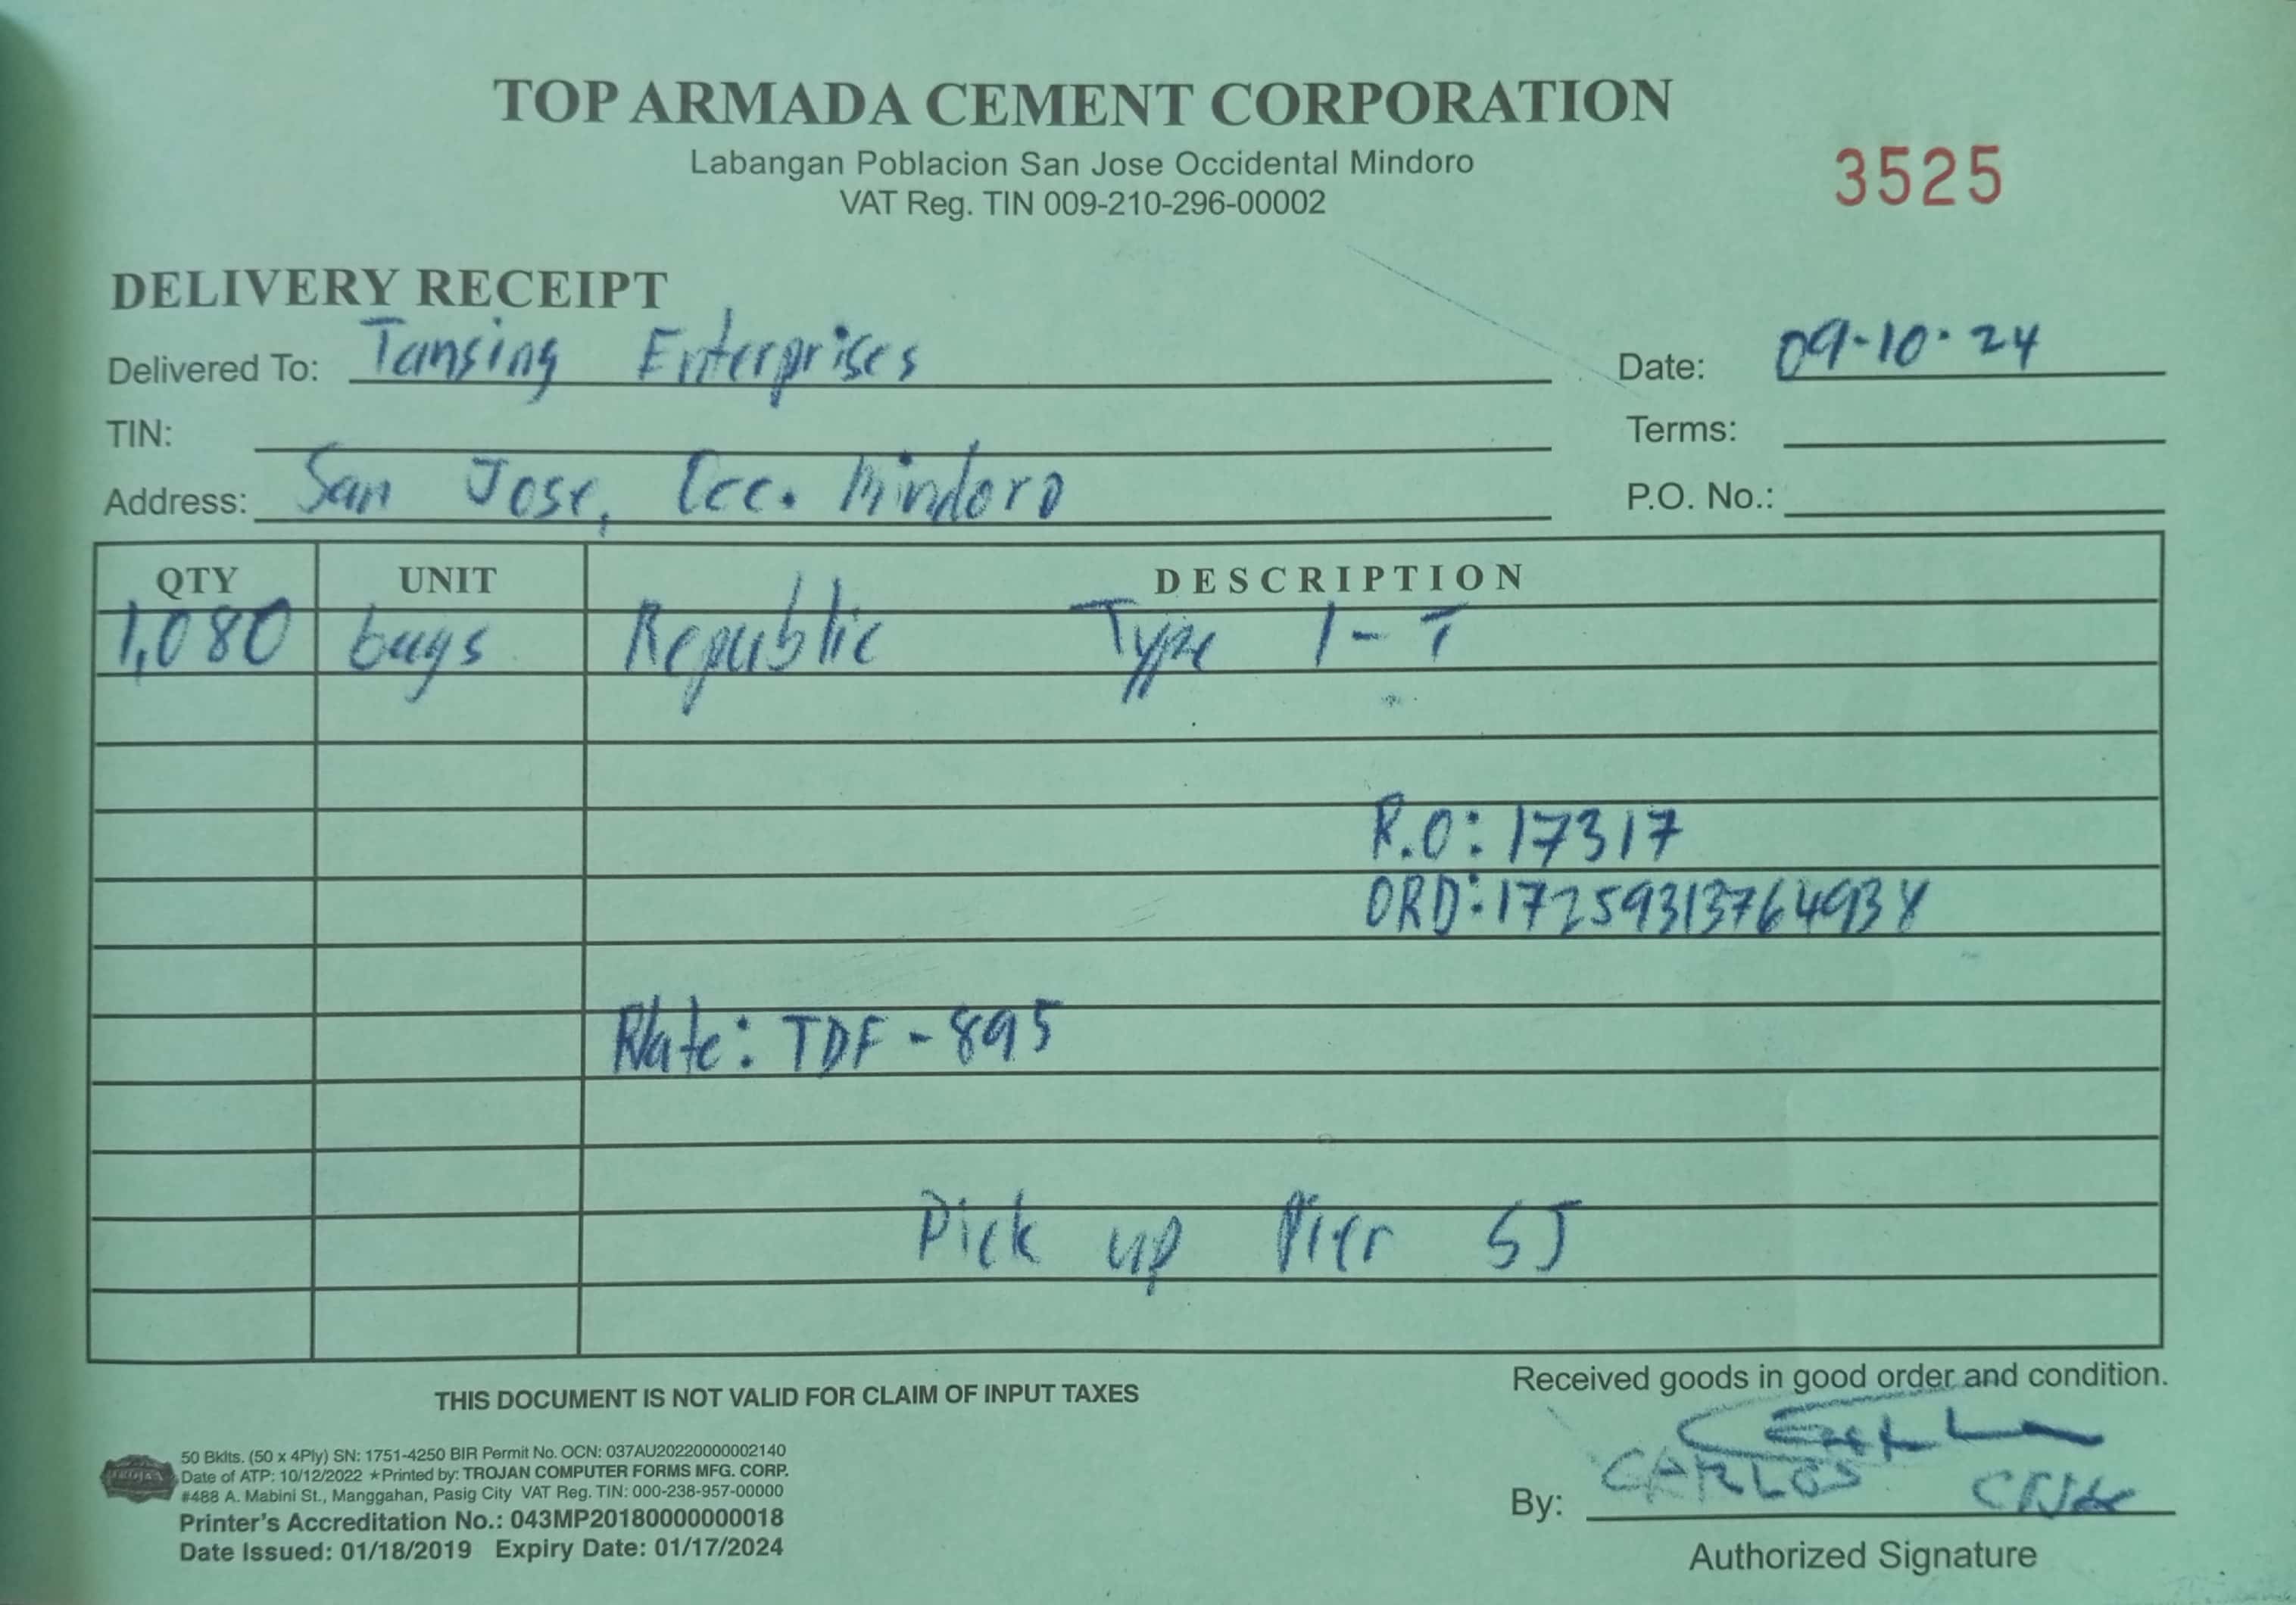 TOP ARMADA CEMENT CORPORATION
Labangan Poblacion San Jose Occidental Mindoro
3525
VAT Reg. TIN 009-210-296-00002
DELIVERY RECEIPT
Delivered To: Tansing Enterprises
Date: 09-10-24
TIN:
Terms:
Address: San Jose, Occ. Mindoro
P.O. No.:
QTY UNIT DESCRIPTION
1,080 bags Republic Type 1-T
R.O: 17317
ORD: 1725931376493Y
Plate: TDF-895
Pick up Pier SJ
THIS DOCUMENT IS NOT VALID FOR CLAIM OF INPUT TAXES
Received goods in good order and condition.
TROJAN
50 Bklts. (50 x 4Ply) SN: 1751-4250 BIR Permit No. OCN: 037AU20220000002140
Date of ATP: 10/12/2022 ★Printed by: TROJAN COMPUTER FORMS MFG. CORP.
#488 A. Mabini St., Manggahan, Pasig City VAT Reg. TIN: 000-238-957-00000
Printer's Accreditation No.: 043MP20180000000018
Date Issued: 01/18/2019 Expiry Date: 01/17/2024
By: CARLOS
Authorized Signature